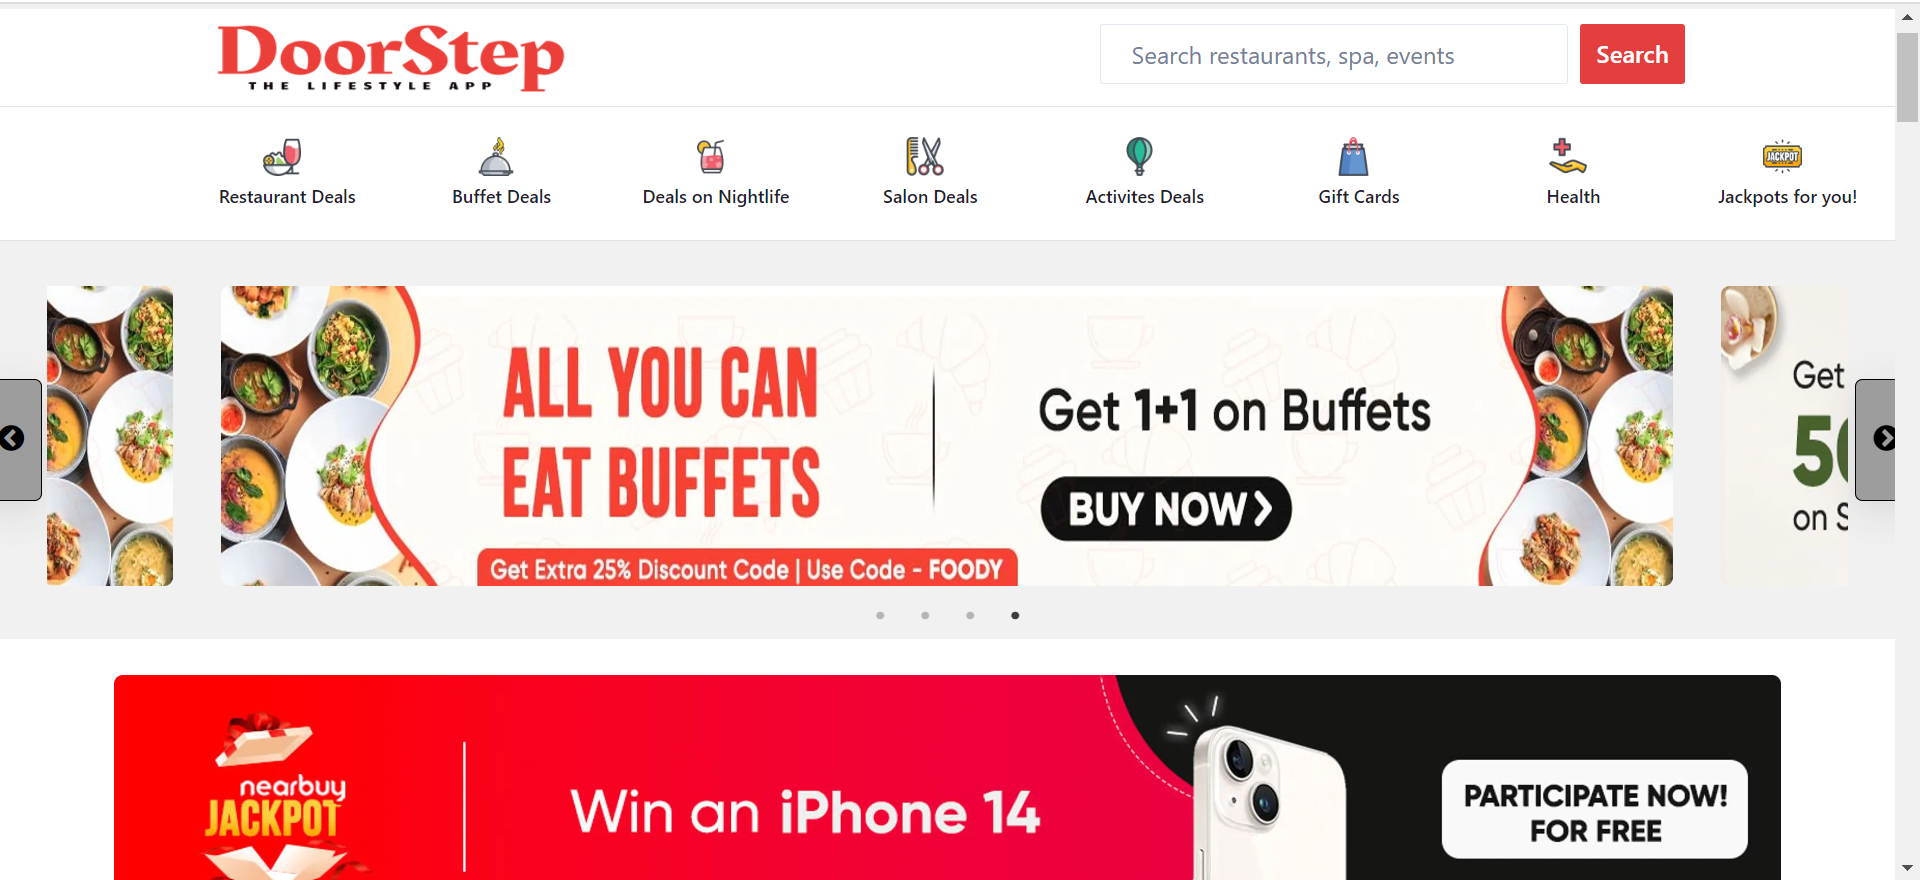 DoorStep
THE LIFESTYLE APP
Search restaurants, spa, events
Search
Restaurant Deals
Buffet Deals
Deals on Nightlife
Salon Deals
Activites Deals
Gift Cards
JACKPOT
Health
Jackpots for you!
ALL YOU CAN
EAT BUFFETS
Get Extra 25% Discount Code | Use Code - FOODY
Get 1+1 on Buffets
BUY NOW
Get
50
on S
nearbuy
JACKPOT
Win an iPhone 14
PARTICIPATE NOW!
FOR FREE